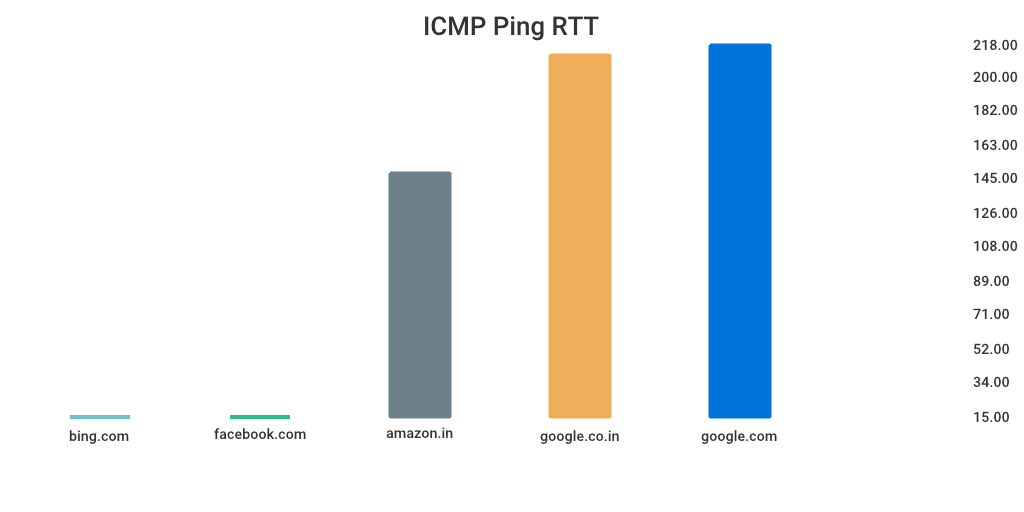 ICMP Ping RTT
218.00
200.00
182.00
163.00
145.00
126.00
108.00
89.00
71.00
52.00
34.00
15.00
bing.com
facebook.com
amazon.in
google.co.in
google.com